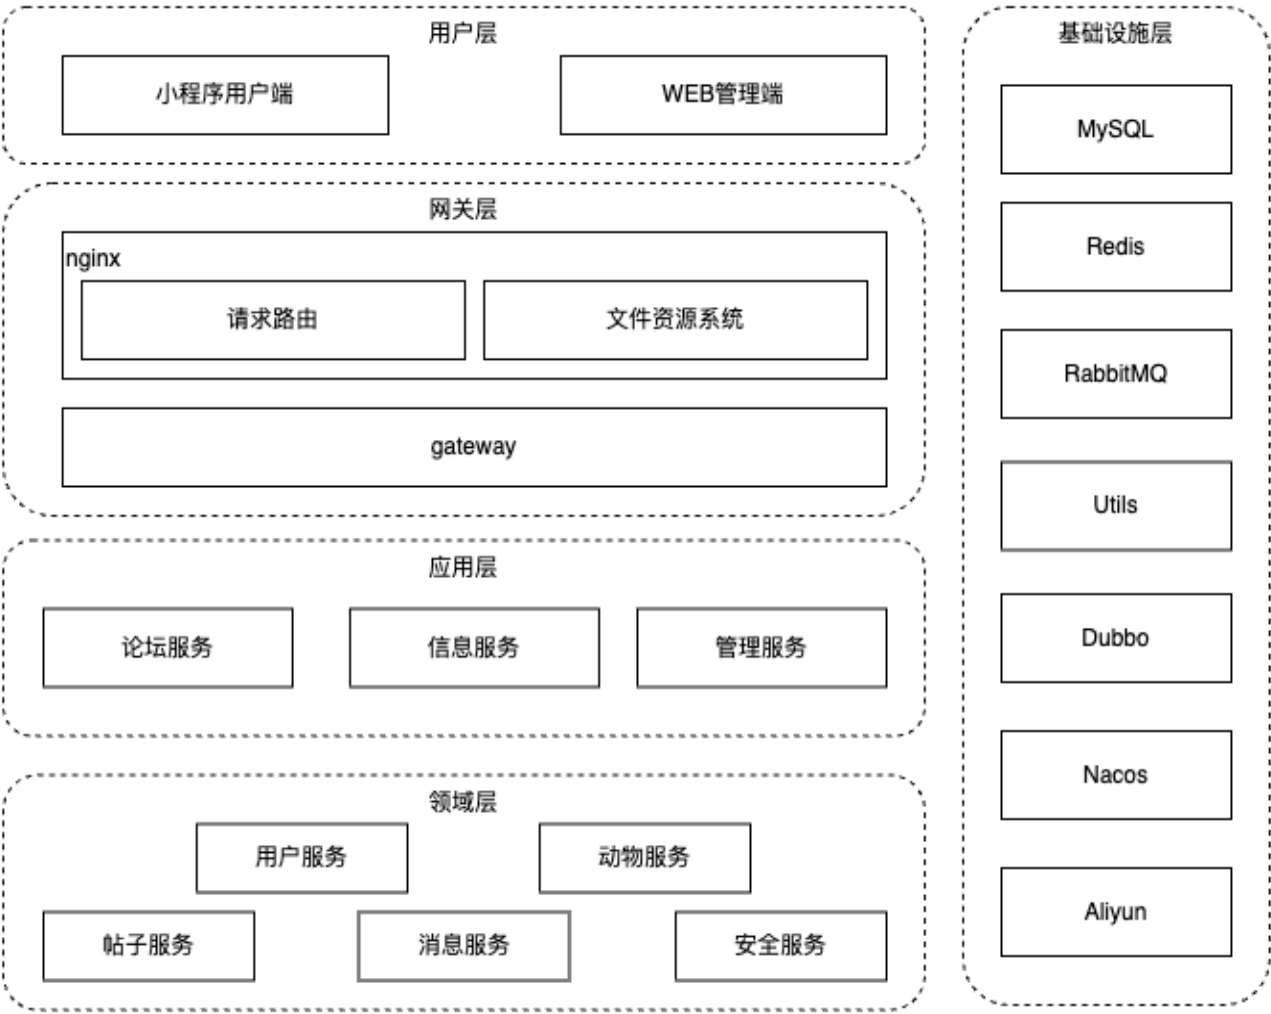 用户层
小程序用户端
WEB管理端
网关层
nginx
请求路由
文件资源系统
gateway
应用层
论坛服务
信息服务
管理服务
领域层
用户服务
动物服务
帖子服务
消息服务
安全服务
基础设施层
MySQL
Redis
RabbitMQ
Utils
Dubbo
Nacos
Aliyun